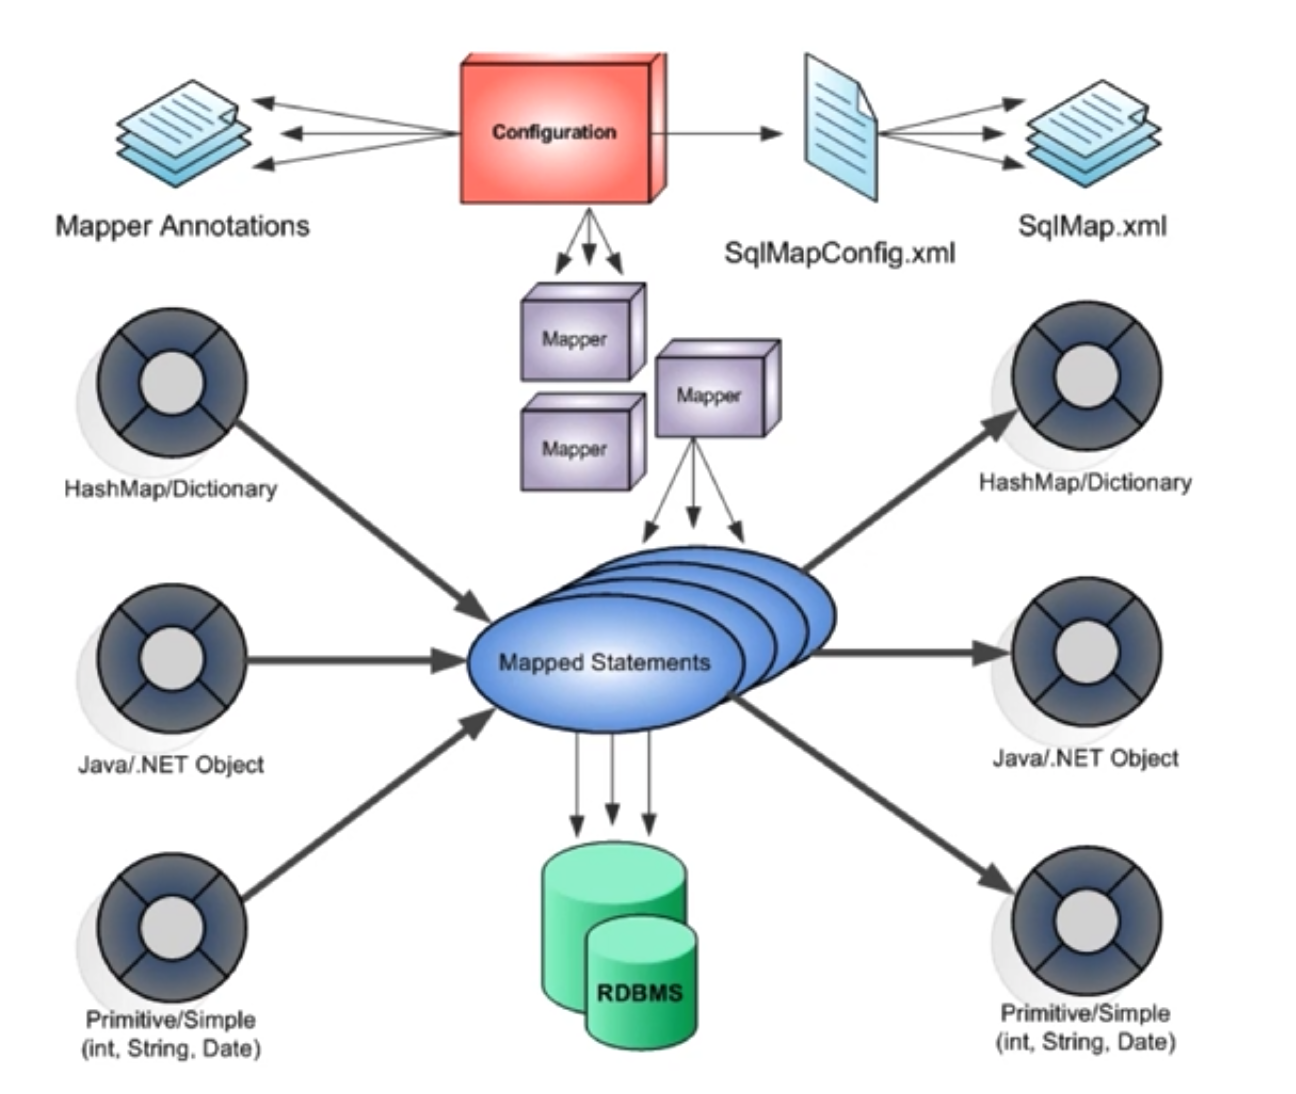 Configuration
Mapper Annotations
SqlMapConfig.xml
SqlMap.xml
Mapper
Mapper
Mapper
HashMap/Dictionary
HashMap/Dictionary
Mapped Statements
Java/.NET Object
Java/.NET Object
RDBMS
Primitive/Simple
(int, String, Date)
Primitive/Simple
(int, String, Date)